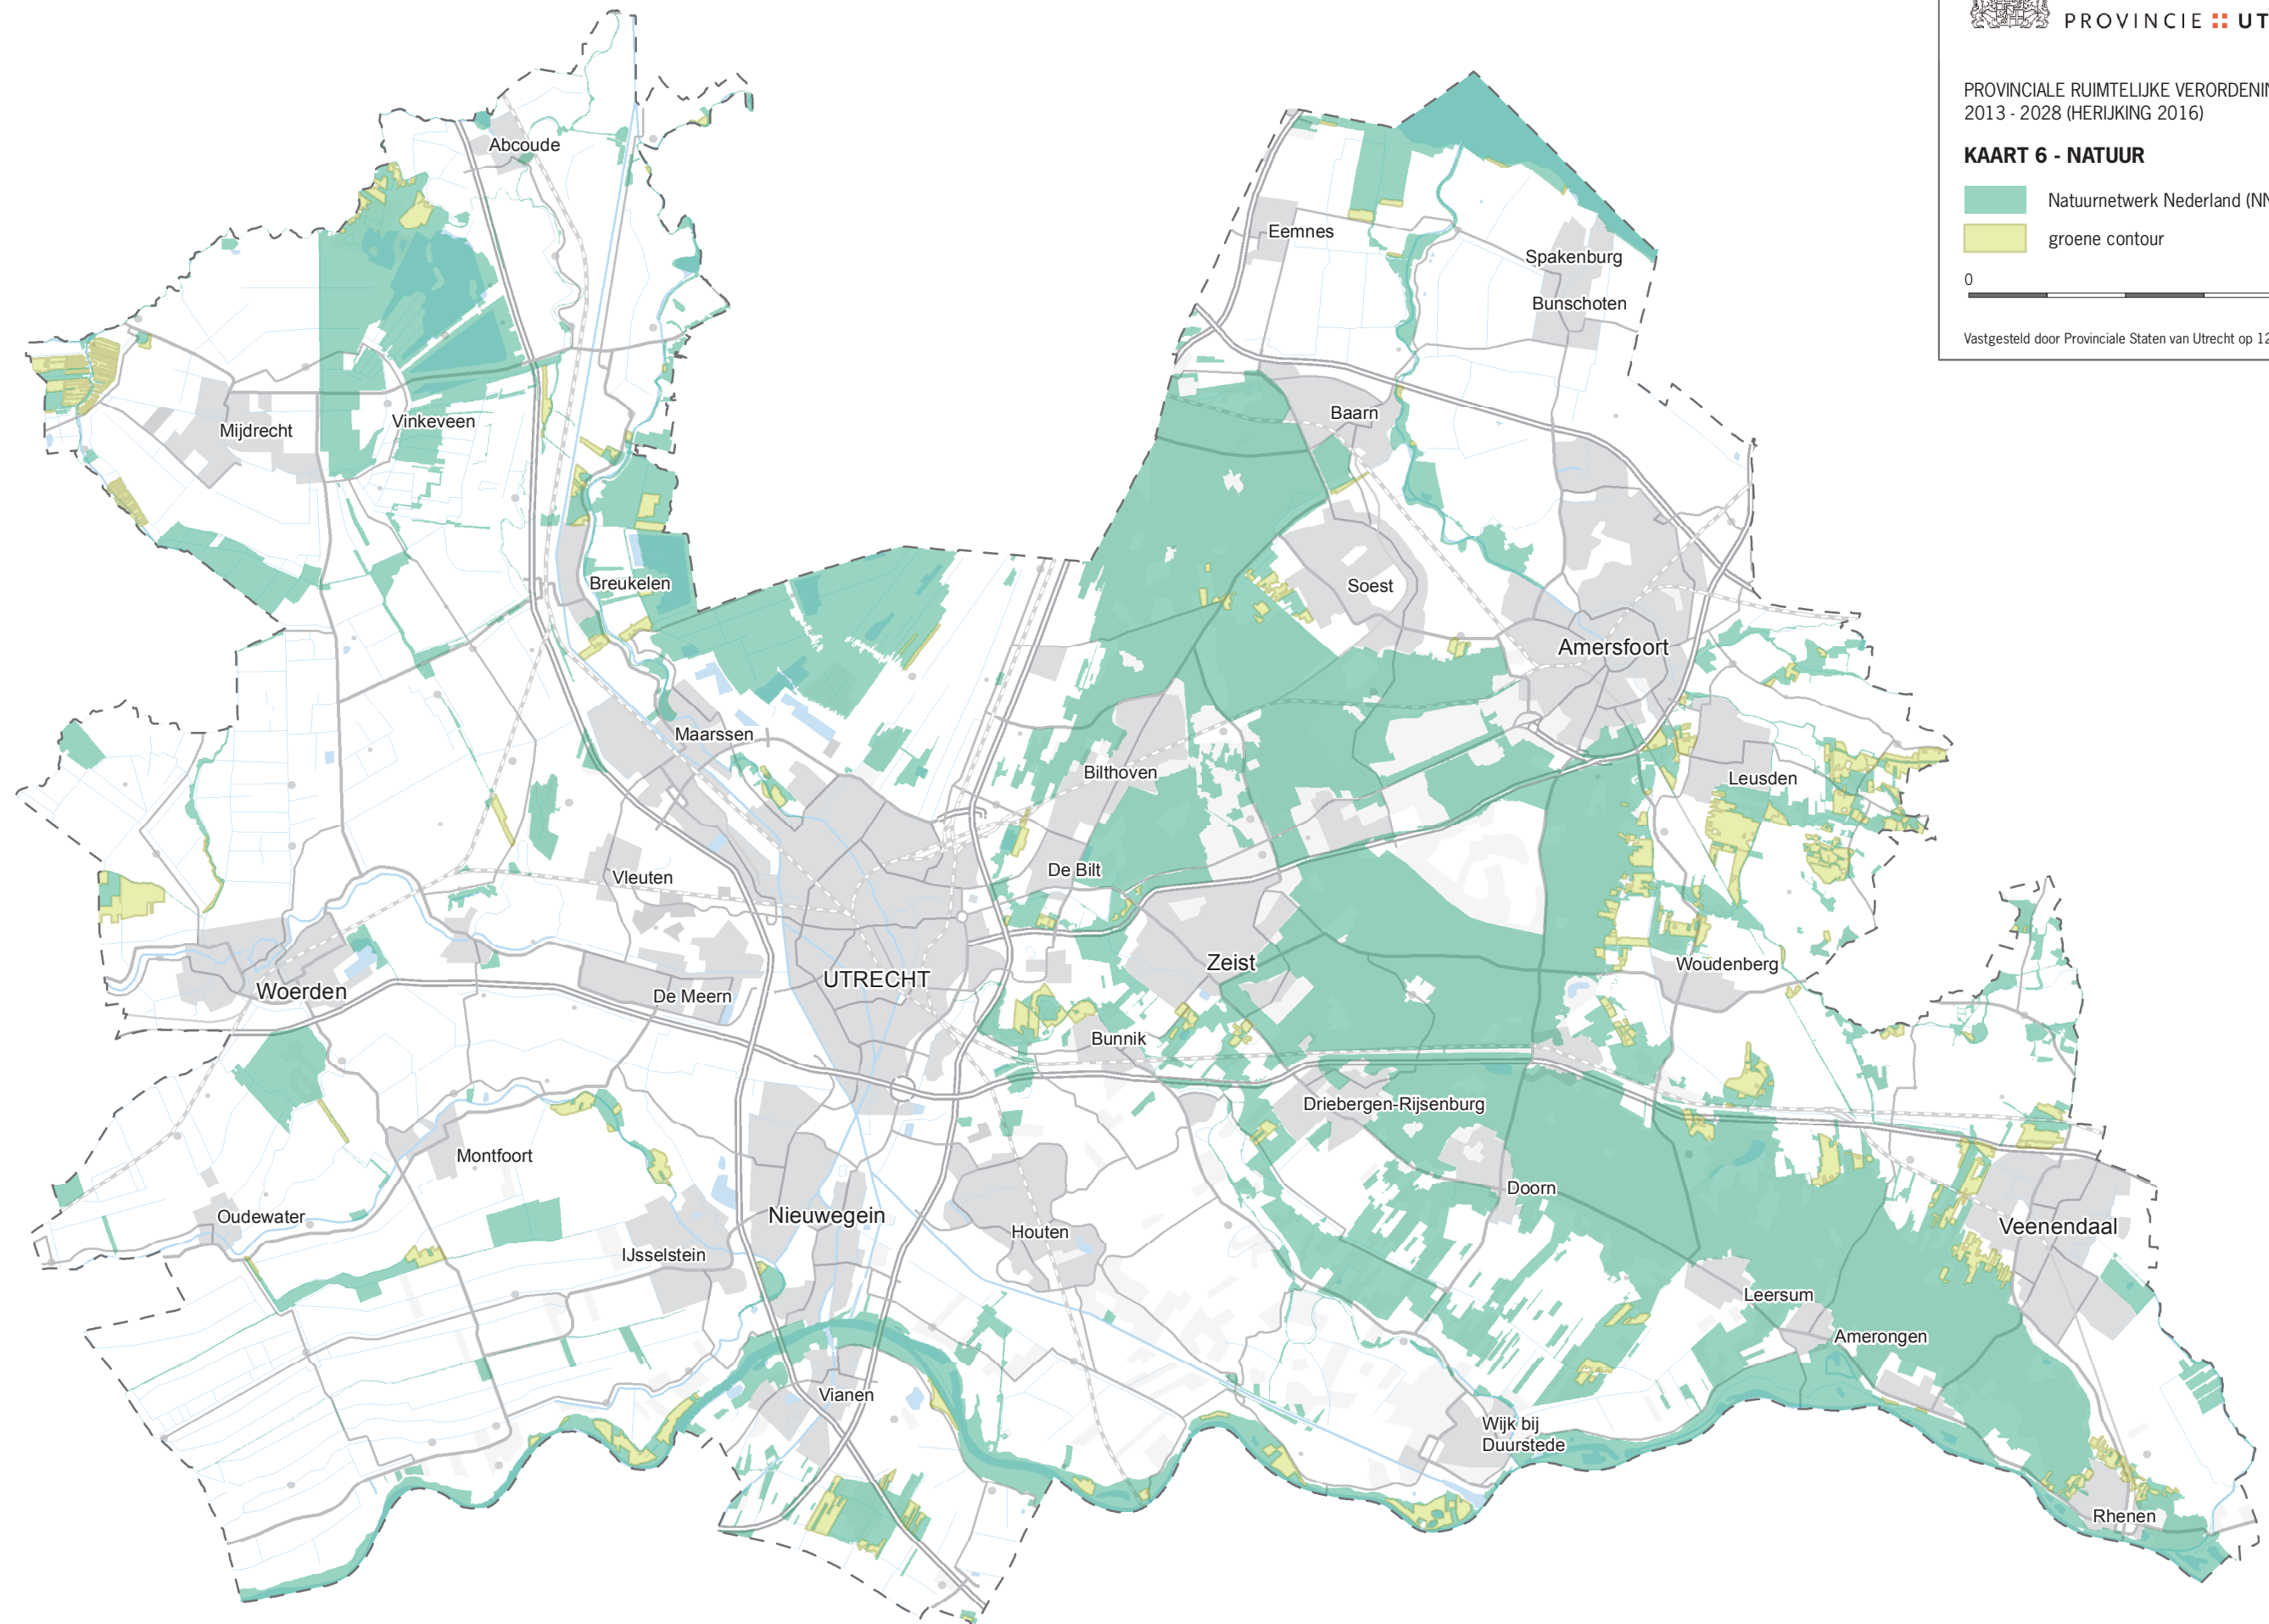 PROVINCIE :: UT
PROVINCIALE RUIMTELIJKE VERORDENIN
2013 - 2028 (HERIJKING 2016)
KAART 6 - NATUUR
Natuurnetwerk Nederland (NN
groene contour
0
Vastgesteld door Provinciale Staten van Utrecht op 12
Abcoude
Eemnes
Spakenburg
Bunschoten
Baarn
Vinkeveen
Mijdrecht
Breukelen
Soest
Amersfoort
Maarssen
Bilthoven
Leusden
De Bilt
Vleuten
Zeist
Woudenberg
UTRECHT
Woerden
De Meern
Bunnik
Driebergen-Rijsenburg
Montfoort
Doorn
Oudewater
Nieuwegein
Veenendaal
Houten
IJsselstein
Leersum
Amerongen
Vianen
Wijk bij
Duurstede
Rhenen